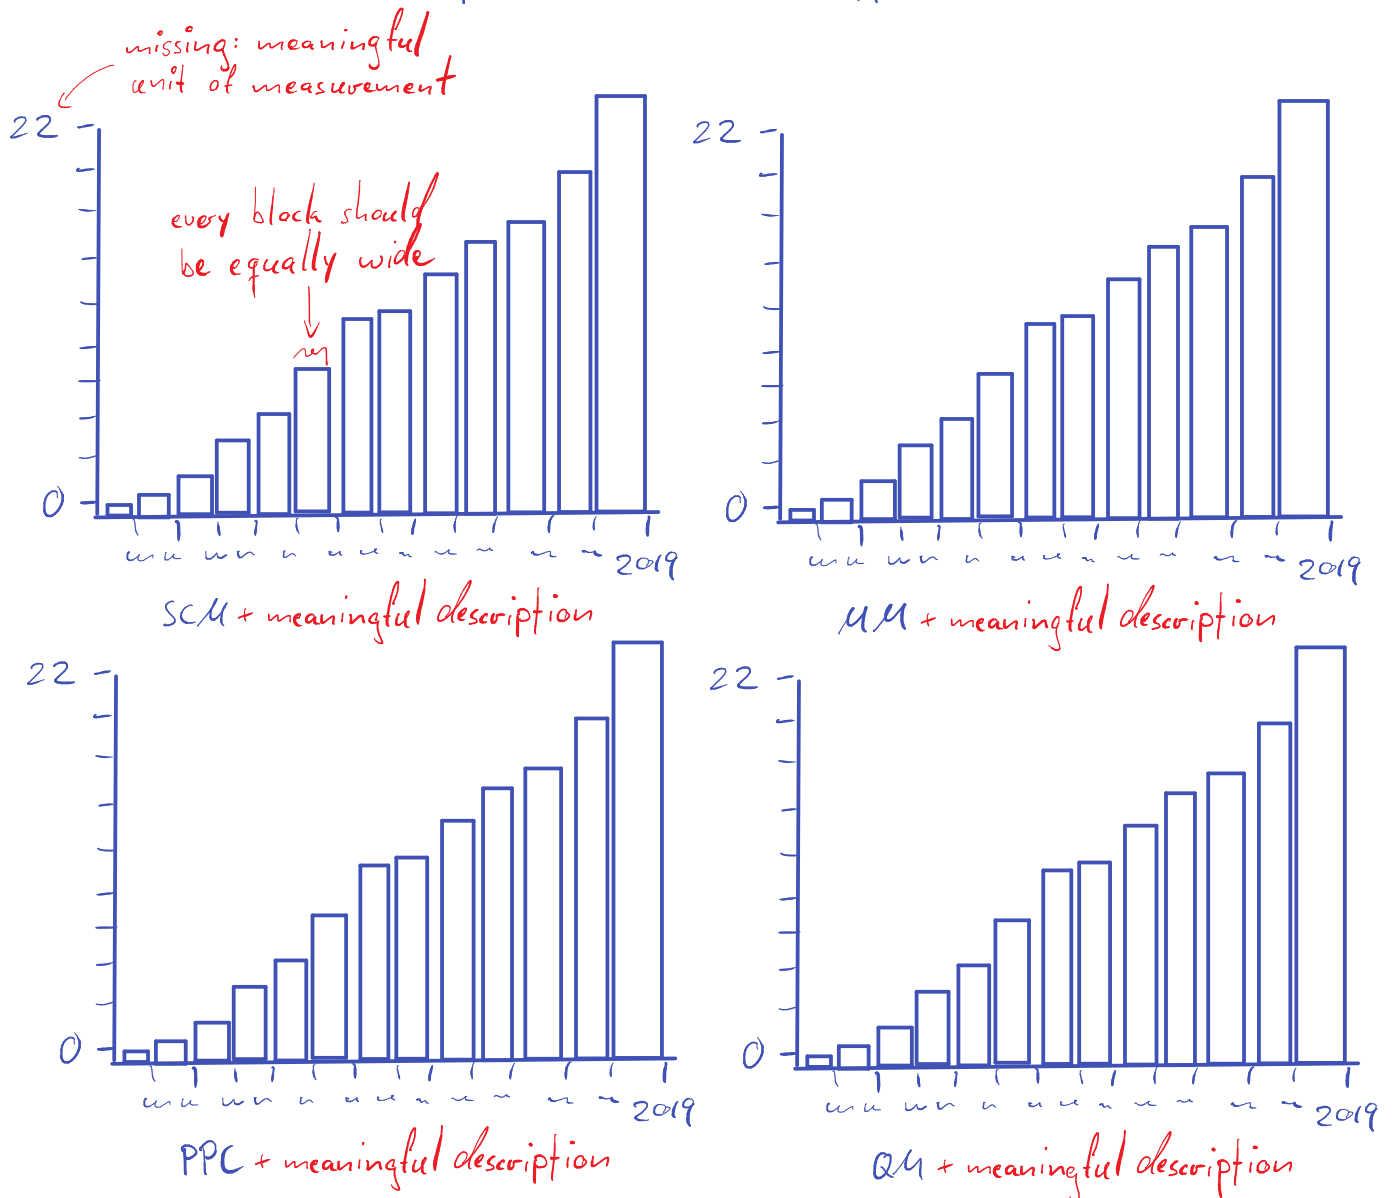 missing: meaningful
unit of measurement
22
22
every block should
be equally wide
0
0
2019
2019
SCM + meaningful description
MM + meaningful description
22
22
0
0
2019
2019
PPC + meaningful description
QM + meaningful description